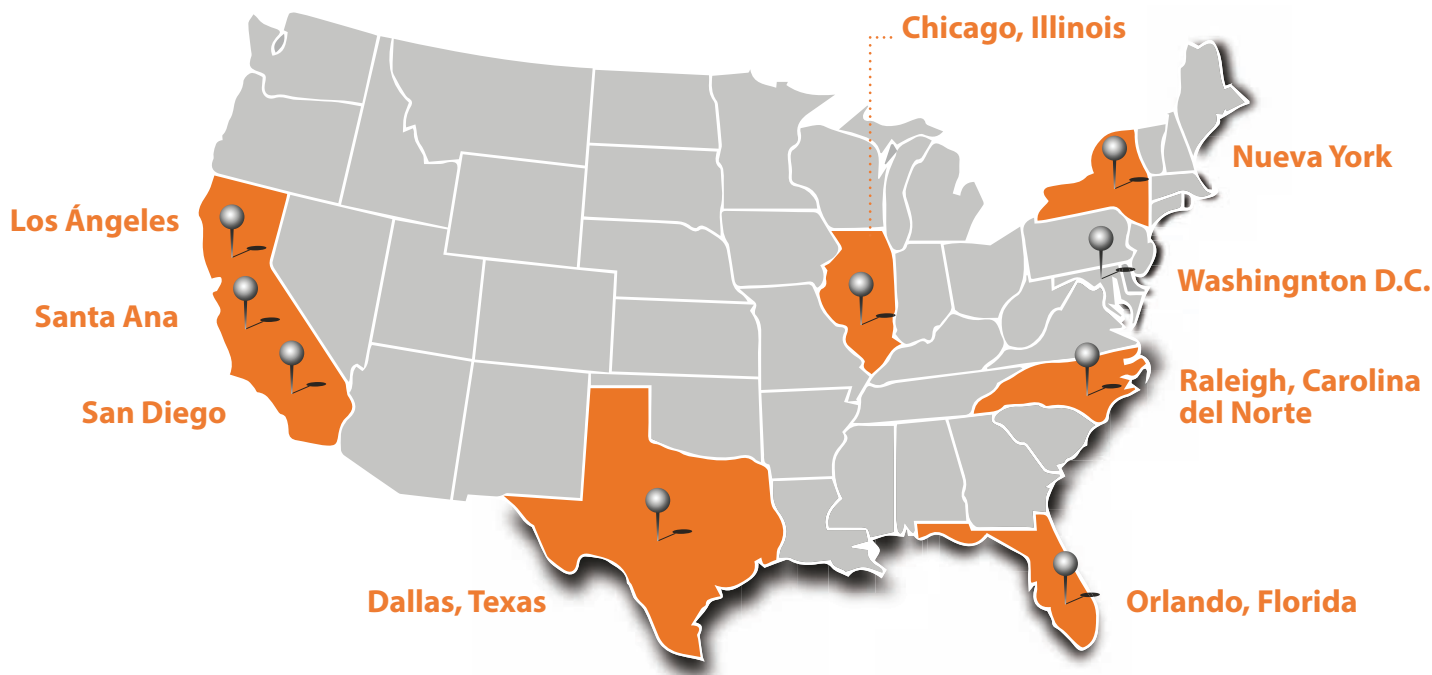 Chicago, Illinois
Nueva York
Los Ángeles
Washingnton D.C.
Santa Ana
Raleigh, Carolina
del Norte
San Diego
Dallas, Texas
Orlando, Florida